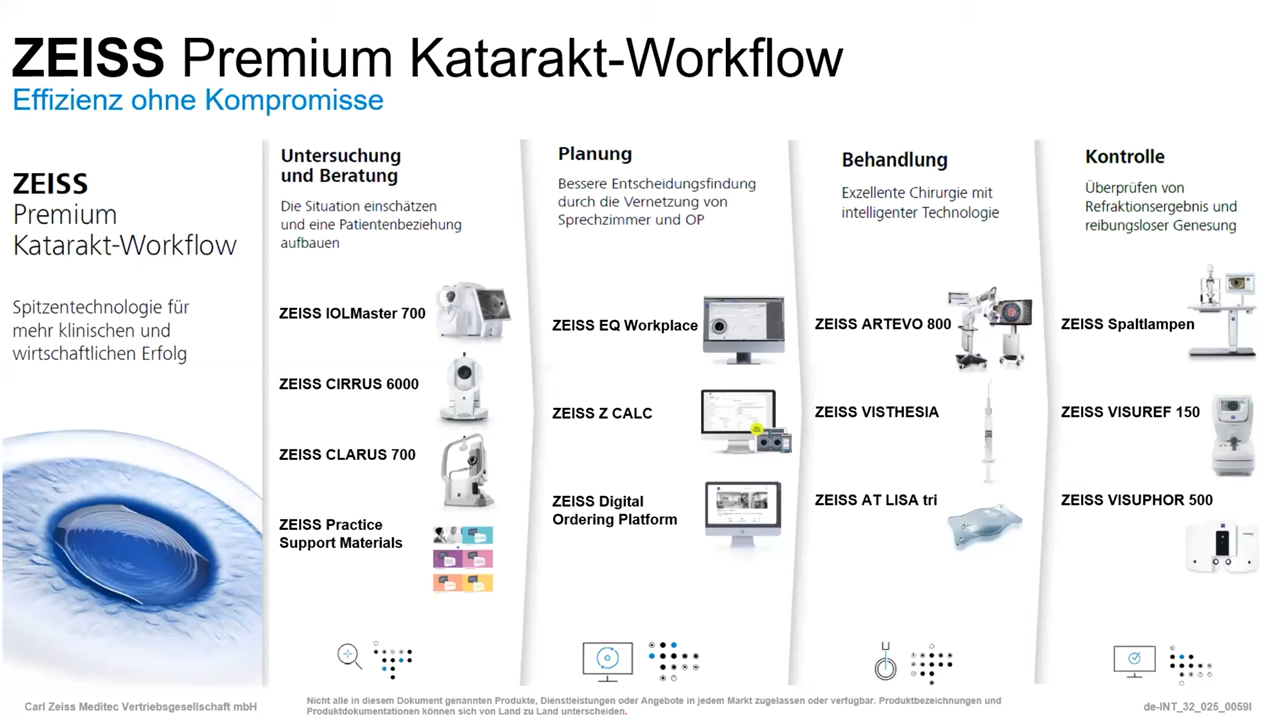 ZEISS Premium Katarakt-Workflow
Effizienz ohne Kompromisse
ZEISS
Premium
Katarakt-Workflow
Spitzentechnologie für
mehr klinischen und
wirtschaftlichen Erfolg
Untersuchung
und Beratung
Die Situation einschätzen
und eine Patientenbeziehung
aufbauen
ZEISS IOLMaster 700
ZEISS CIRRUS 6000
ZEISS CLARUS 700
ZEISS Practice
Support Materials
Planung
Bessere Entscheidungsfindung
durch die Vernetzung von
Sprechzimmer und OP
ZEISS EQ Workplace
ZEISS Z CALC
ZEISS Digital
Ordering Platform
Behandlung
Exzellente Chirurgie mit
intelligenter Technologie
ZEISS ARTEVO 800
ZEISS VISTHESIA
ZEISS AT LISA tri
Kontrolle
Überprüfen von
Refraktionsergebnis und
reibungsloser Genesung
ZEISS Spaltlampen
ZEISS VISUREF 150
ZEISS VISUPHOR 500
Carl Zeiss Meditec Vertriebsgesellschaft mbH
Nicht alle in diesem Dokument genannten Produkte, Dienstleistungen oder Angebote in jedem Markt zugelassen oder verfügbar. Produktbezeichnungen und
Produktdokumentationen können sich von Land zu Land unterscheiden.
de-INT_32_025_0059I